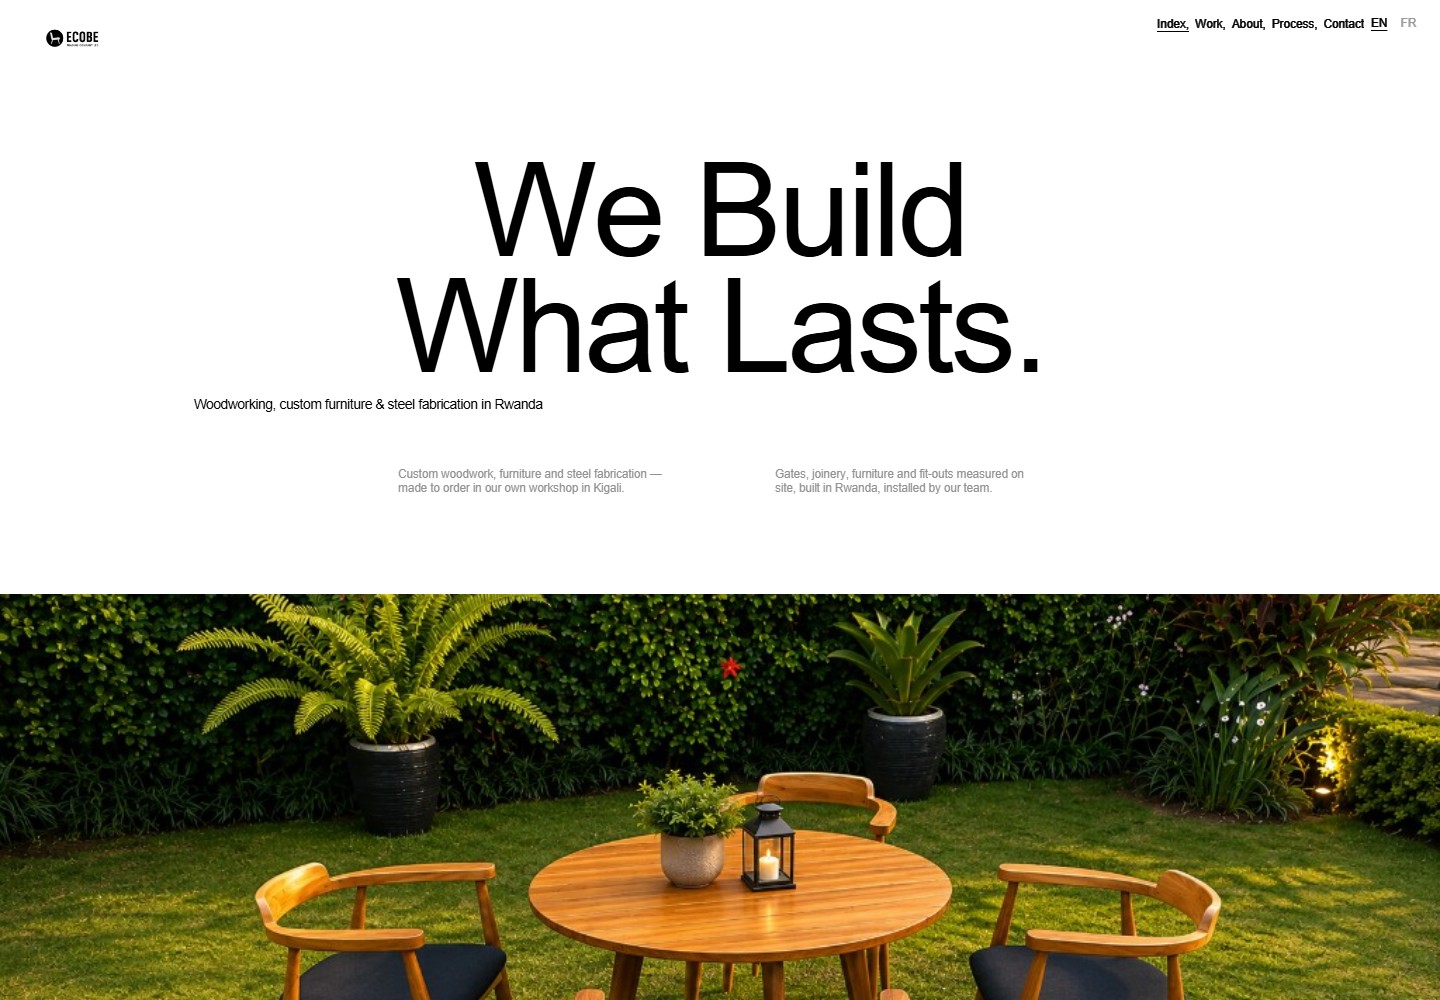 ECOBE
Index, Work, About, Process, Contact EN FR
We Build
What Lasts.
Woodworking, custom furniture & steel fabrication in Rwanda
Custom woodwork, furniture and steel fabrication —
made to order in our own workshop in Kigali.
Gates, joinery, furniture and fit-outs measured on
site, built in Rwanda, installed by our team.